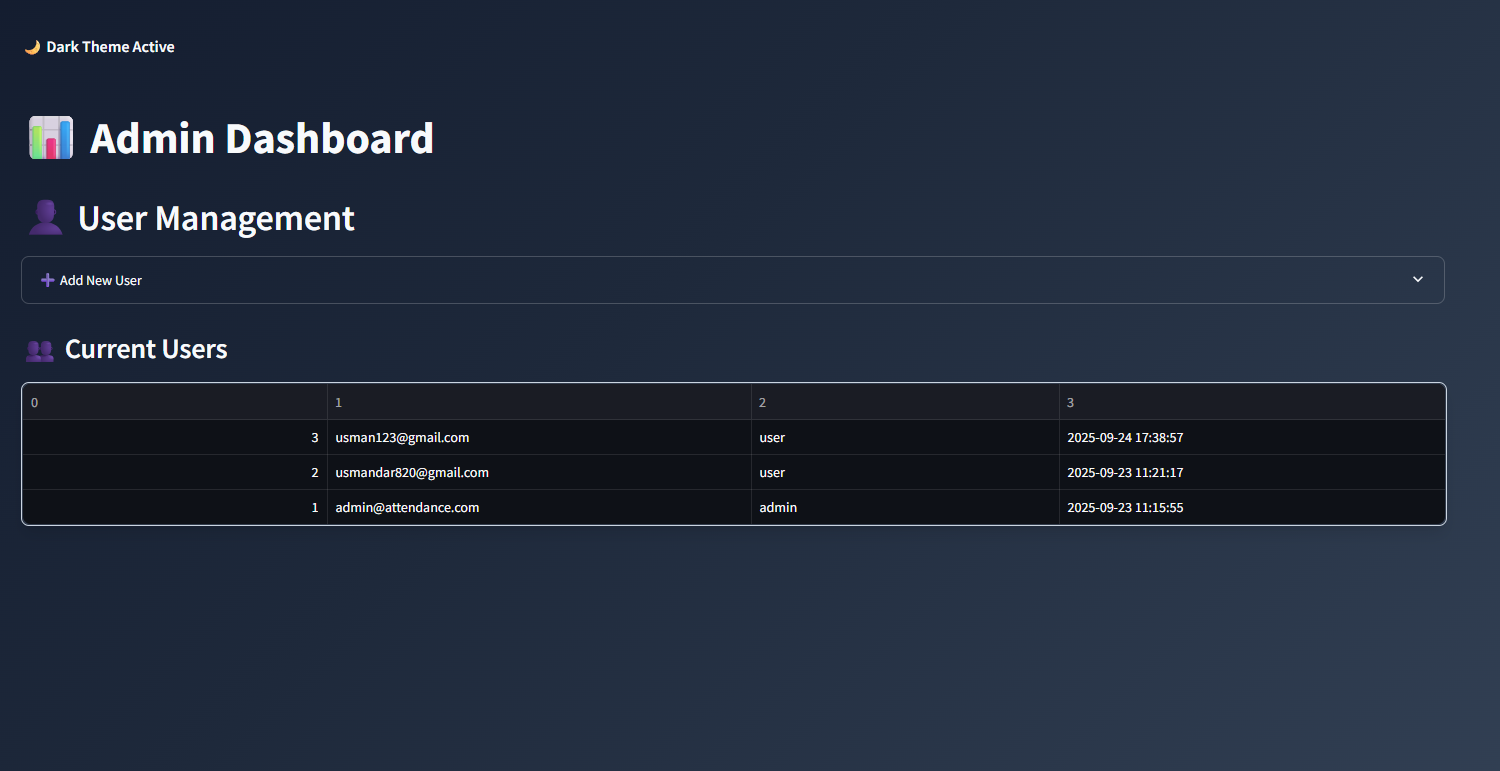 🌙 Dark Theme Active
📊 Admin Dashboard
👤 User Management
➕ Add New User
👥 Current Users
0 1 2 3
3 usman123@gmail.com user 2025-09-24 17:38:57
2 usmandar820@gmail.com user 2025-09-23 11:21:17
1 admin@attendance.com admin 2025-09-23 11:15:55